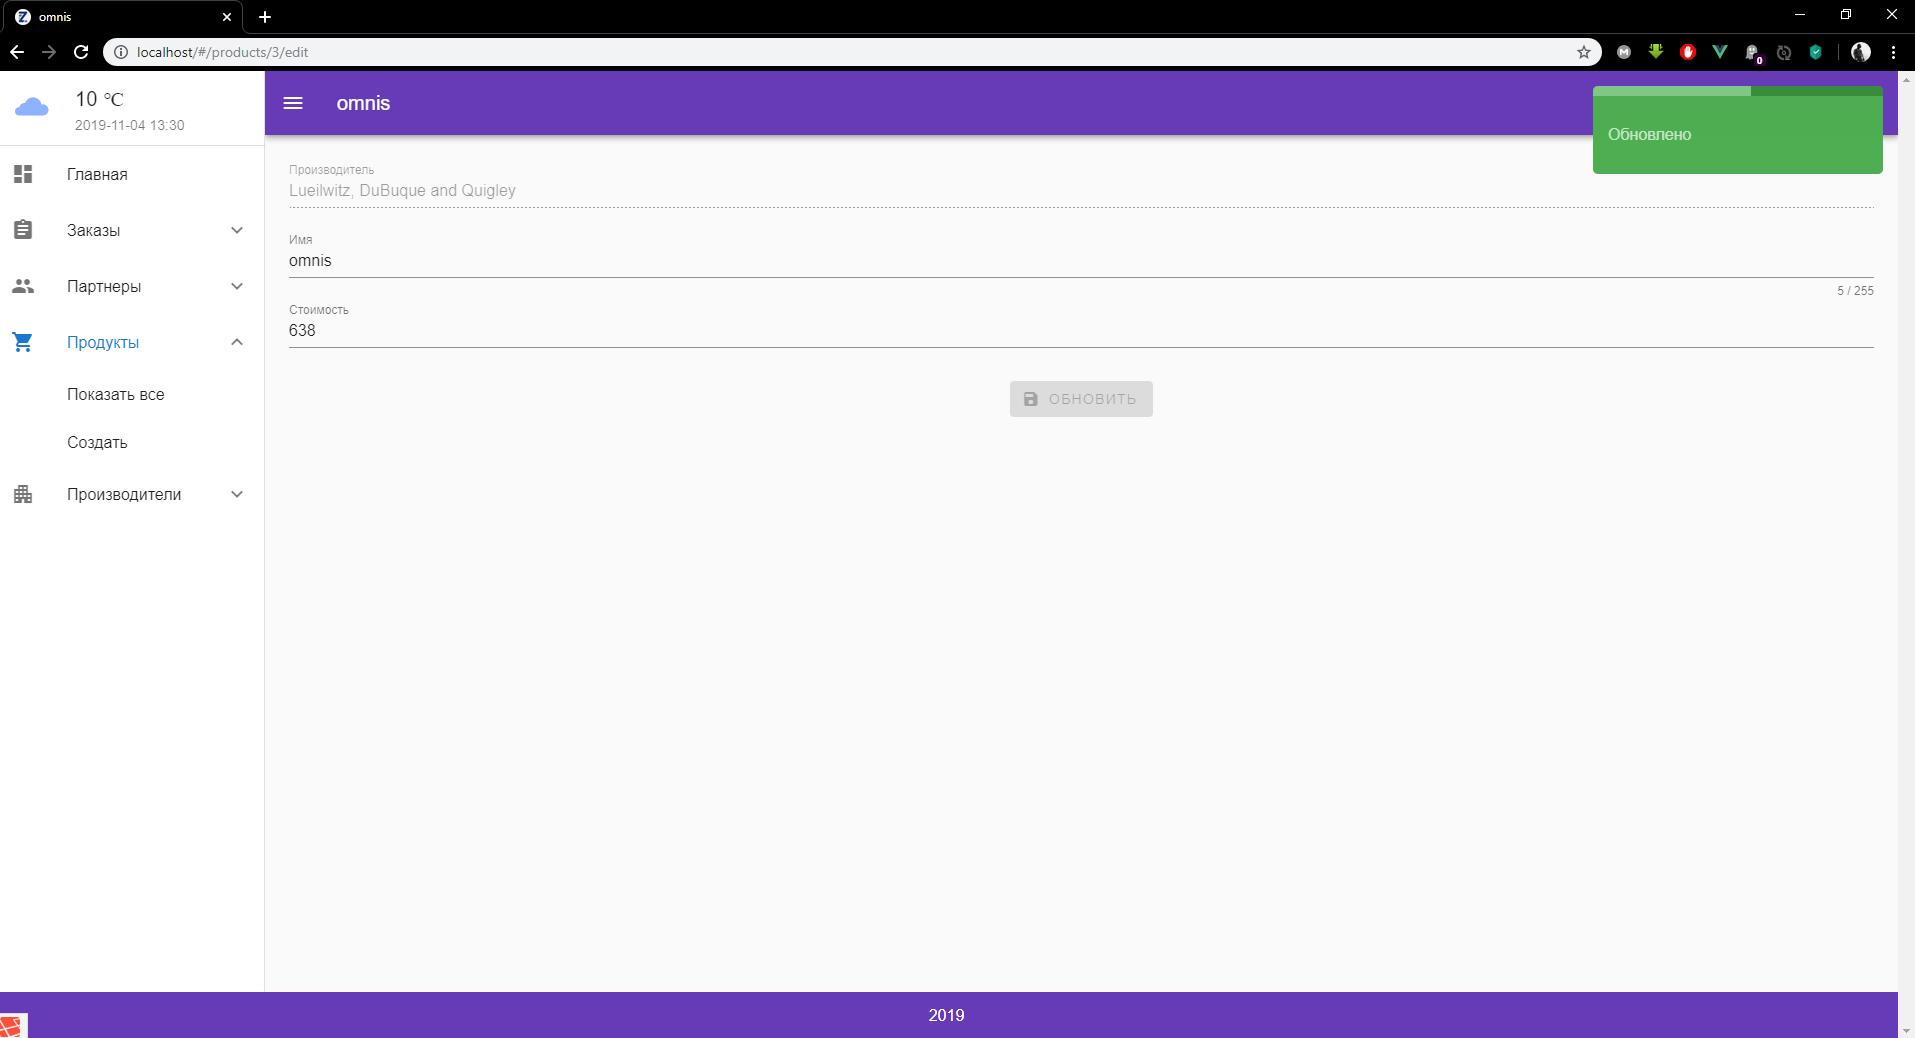 omnis
localhost/#/products/3/edit
0
10 °C
2019-11-04 13:30
Главная
Заказы
Партнеры
Продукты
Показать все
Создать
Производители
omnis
Обновлено
Производитель
Lueilwitz, DuBuque and Quigley
Имя
omnis
5 / 255
Стоимость
638
ОБНОВИТЬ
2019